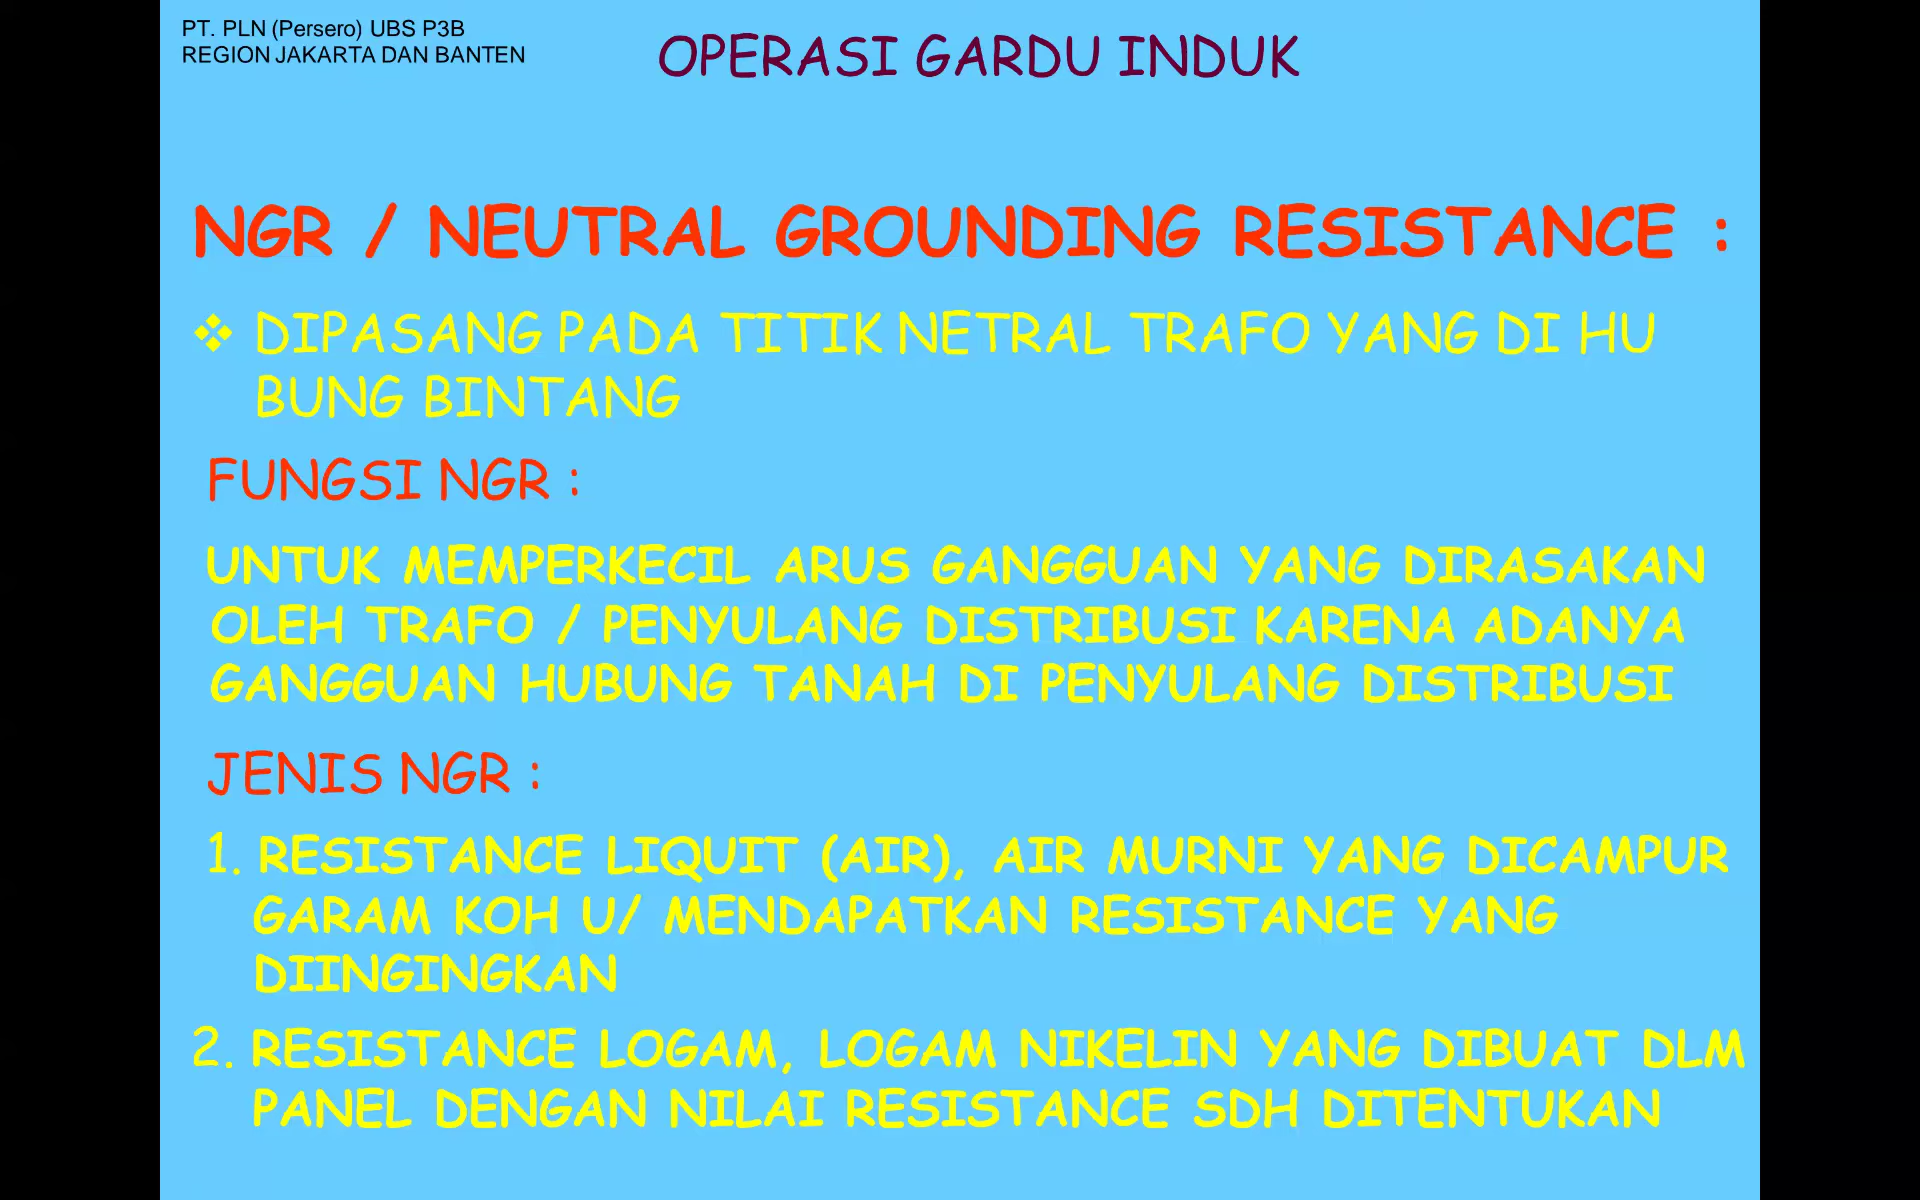 PT. PLN (Persero) UBS P3B
REGION JAKARTA DAN BANTEN
OPERASI GARDU INDUK
NGR / NEUTRAL GROUNDING RESISTANCE :
❖ DIPASANG PADA TITIK NETRAL TRAFO YANG DI HU
BUNG BINTANG
FUNGSI NGR :
UNTUK MEMPERKECIL ARUS GANGGUAN YANG DIRASAKAN
OLEH TRAFO / PENYULANG DISTRIBUSI KARENA ADANYA
GANGGUAN HUBUNG TANAH DI PENYULANG DISTRIBUSI
JENIS NGR :
1. RESISTANCE LIQUIT (AIR), AIR MURNI YANG DICAMPUR
GARAM KOH U/ MENDAPATKAN RESISTANCE YANG
DIINGINGKAN
2. RESISTANCE LOGAM, LOGAM NIKELIN YANG DIBUAT DLM
PANEL DENGAN NILAI RESISTANCE SDH DITENTUKAN